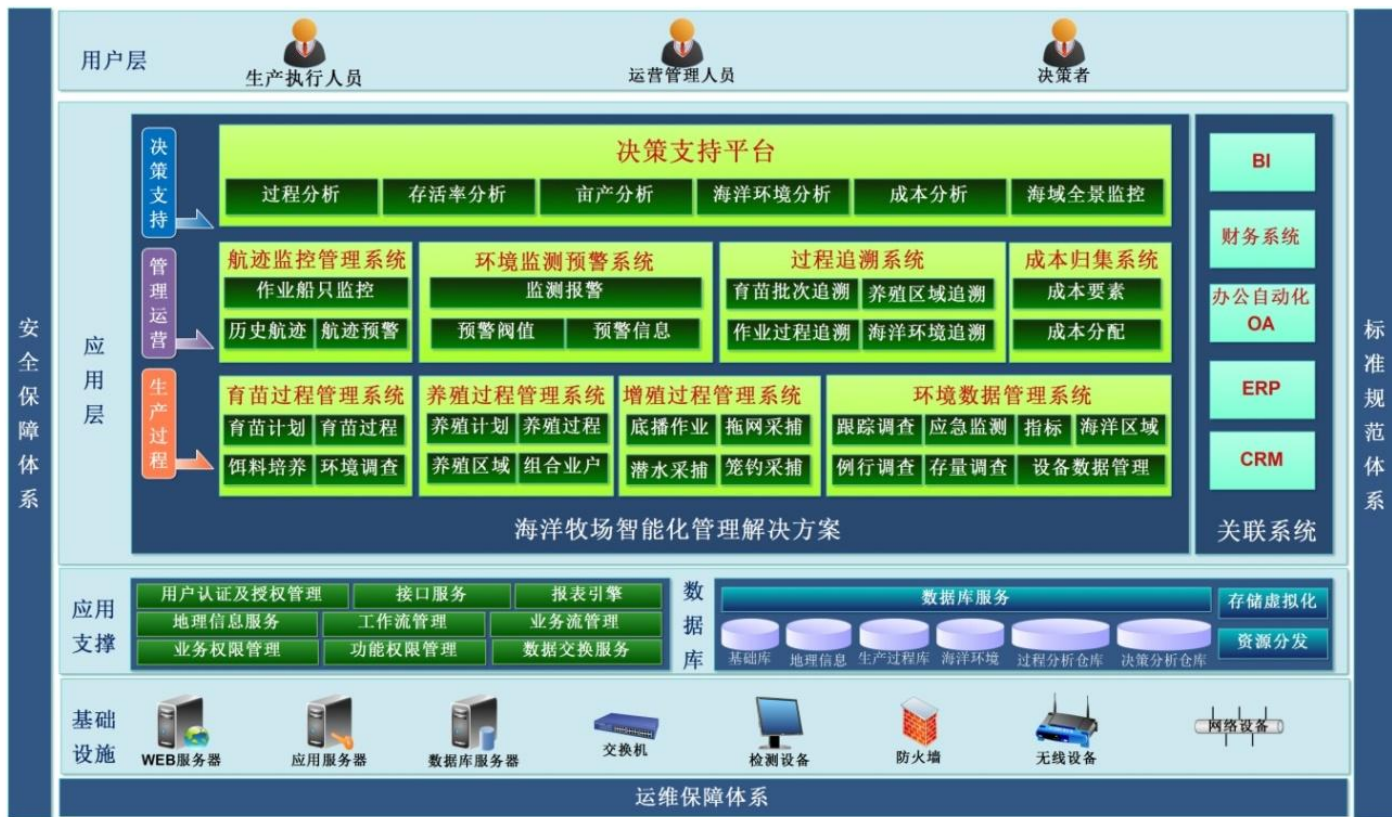 用户层
生产执行人员
运营管理人员
决策者
安全保障体系
标准规范体系
应用层
决策支持
决策支持平台
过程分析
存活率分析
亩产分析
海洋环境分析
成本分析
海域全景监控
管理运营
航迹监控管理系统
作业船只监控
历史航迹
航迹预警
环境监测预警系统
监测报警
预警阀值
预警信息
过程追溯系统
育苗批次追溯
养殖区域追溯
作业过程追溯
海洋环境追溯
成本归集系统
成本要素
成本分配
生产过程
育苗过程管理系统
育苗计划
育苗过程
饵料培养
环境调查
养殖过程管理系统
养殖计划
养殖过程
养殖区域
组合业户
增殖过程管理系统
底播作业
拖网采捕
潜水采捕
笼钓采捕
环境数据管理系统
跟踪调查
应急监测
指标
海洋区域
例行调查
存量调查
设备数据管理
海洋牧场智能化管理解决方案
BI
财务系统
办公自动化
OA
ERP
CRM
关联系统
应用
支撑
用户认证及授权管理
接口服务
报表引擎
地理信息服务
工作流管理
业务流管理
业务权限管理
功能权限管理
数据交换服务
数据库
数据库服务
基础库
地理信息
生产过程库
海洋环境
过程分析仓库
决策分析仓库
存储虚拟化
资源分发
基础
设施
WEB服务器
应用服务器
数据库服务器
交换机
检测设备
防火墙
无线设备
网络设备
运维保障体系